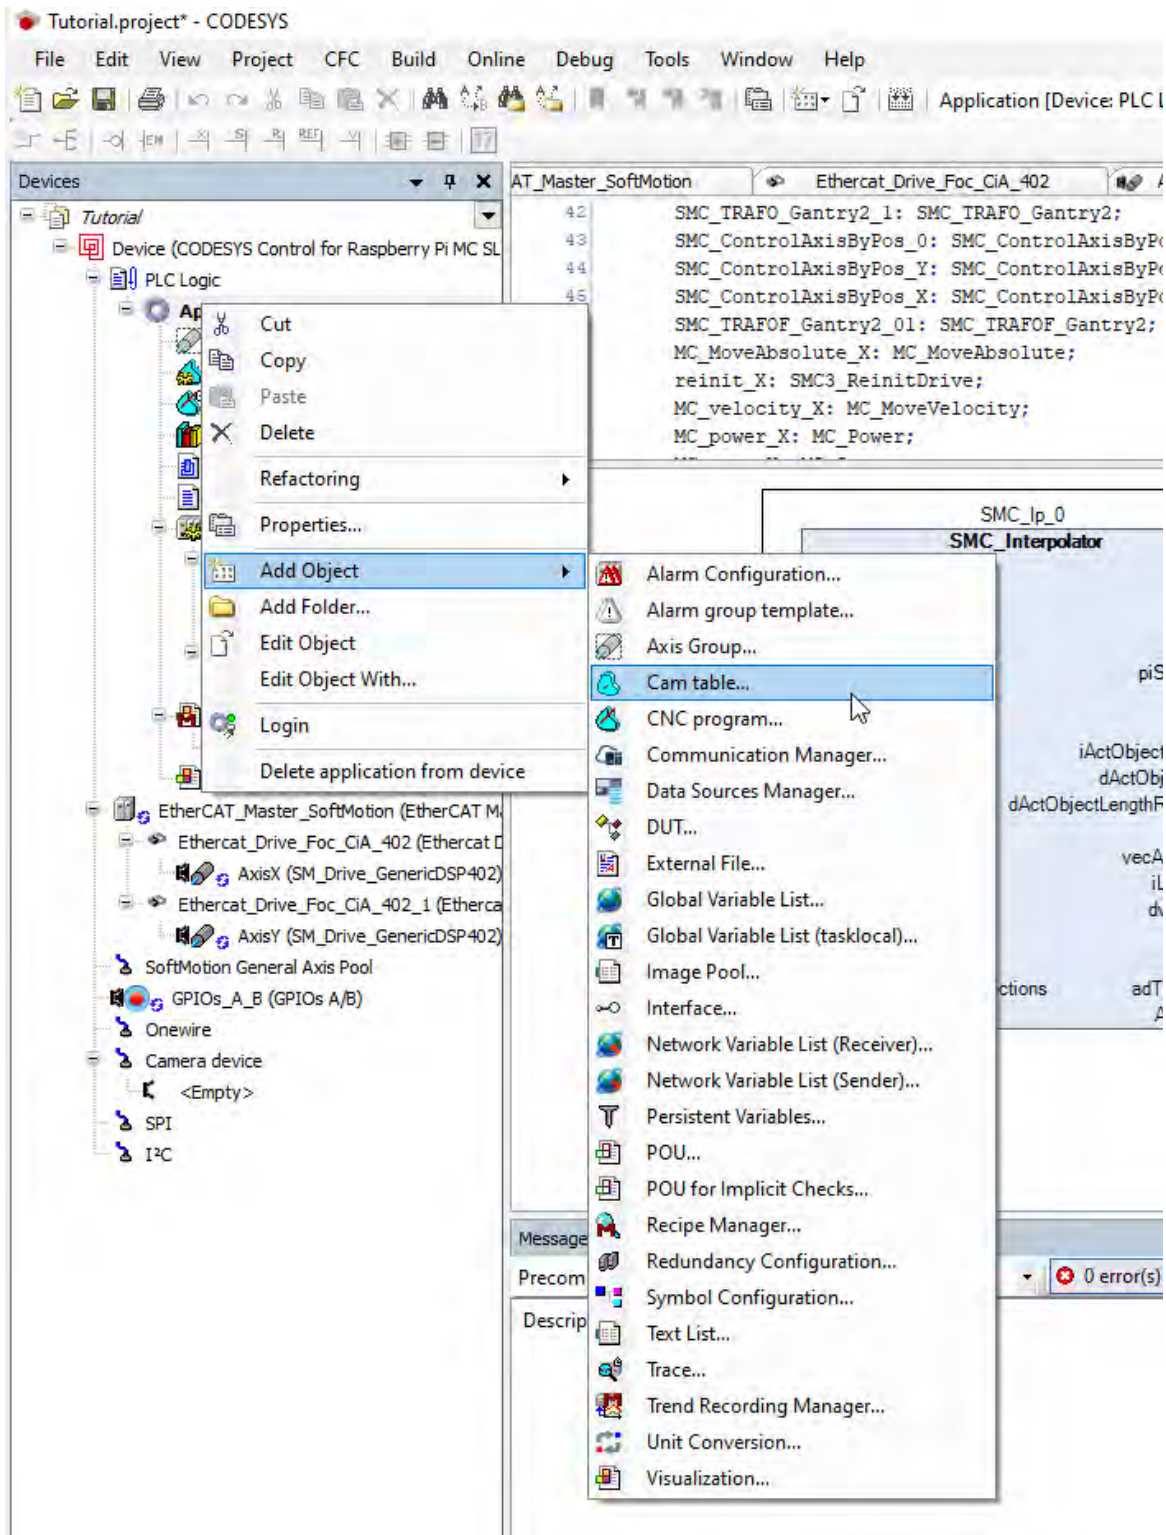 Tutorial.project* - CODESYS
File Edit View Project CFC Build Online Debug Tools Window Help
Application [Device: PLC L
Devices
AT_Master_SoftMotion
Ethercat_Drive_Foc_CiA_402
Tutorial
Device (CODESYS Control for Raspberry Pi MC SL
PLC Logic
Ap
42 SMC_TRAFO_Gantry2_1: SMC_TRAFO_Gantry2;
43 SMC_ControlAxisByPos_0: SMC_ControlAxisByPo
44 SMC_ControlAxisByPos_Y: SMC_ControlAxisByPo
45 SMC_ControlAxisByPos_X: SMC_ControlAxisByPo
SMC_TRAFOF_Gantry2_01: SMC_TRAFOF_Gantry2;
MC_MoveAbsolute_X: MC_MoveAbsolute;
reinit_X: SMC3_ReinitDrive;
MC_velocity_X: MC_MoveVelocity;
MC_power_X: MC_Power;
Cut
Copy
Paste
Delete
Refactoring
Properties...
Add Object
Add Folder...
Edit Object
Edit Object With...
Login
Delete application from device
SMC_Ip_0
SMC_Interpolator
piS
iActObject
dActObj
dActObjectLengthR
vecA
iL
dv
ctions
adT
A
Alarm Configuration...
Alarm group template...
Axis Group...
Cam table...
CNC program...
Communication Manager...
Data Sources Manager...
DUT...
External File...
Global Variable List...
Global Variable List (tasklocal)...
Image Pool...
Interface...
Network Variable List (Receiver)...
Network Variable List (Sender)...
Persistent Variables...
POU...
POU for Implicit Checks...
Recipe Manager...
Redundancy Configuration...
Symbol Configuration...
Text List...
Trace...
Trend Recording Manager...
Unit Conversion...
Visualization...
EtherCAT_Master_SoftMotion (EtherCAT Ma
Ethercat_Drive_Foc_CiA_402 (Ethercat D
AxisX (SM_Drive_GenericDSP402)
Ethercat_Drive_Foc_CiA_402_1 (Etherca
AxisY (SM_Drive_GenericDSP402)
SoftMotion General Axis Pool
GPIOs_A_B (GPIOs A/B)
Onewire
Camera device
<Empty>
SPI
I²C
Message
Precom
0 error(s)
Descrip